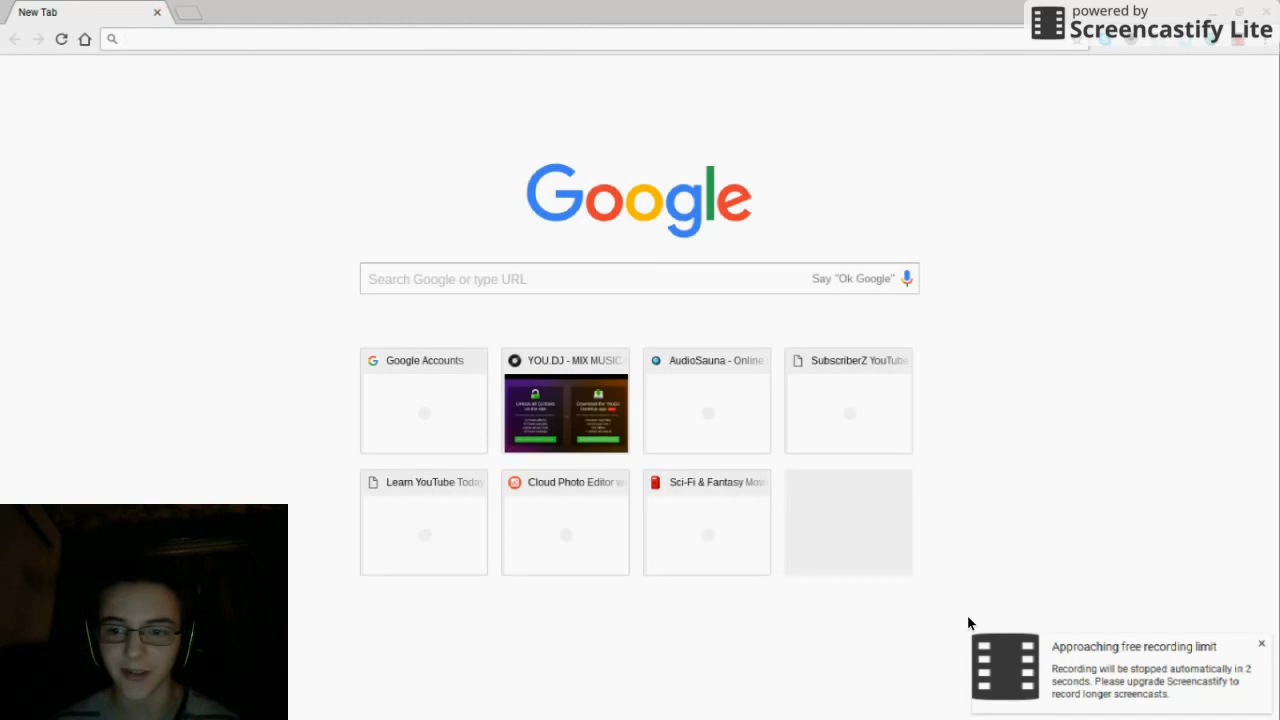 New Tab
powered by
Screencastify Lite
Google
Search Google or type URL
Say "Ok Google"
Google Accounts
YOU.DJ - MIX MUSIC
AudioSauna - Online
SubscriberZ YouTube
Learn YouTube Today
Cloud Photo Editor w
Sci-Fi & Fantasy Mov
Approaching free recording limit
Recording will be stopped automatically in 2
seconds. Please upgrade Screencastify to
record longer screencasts.